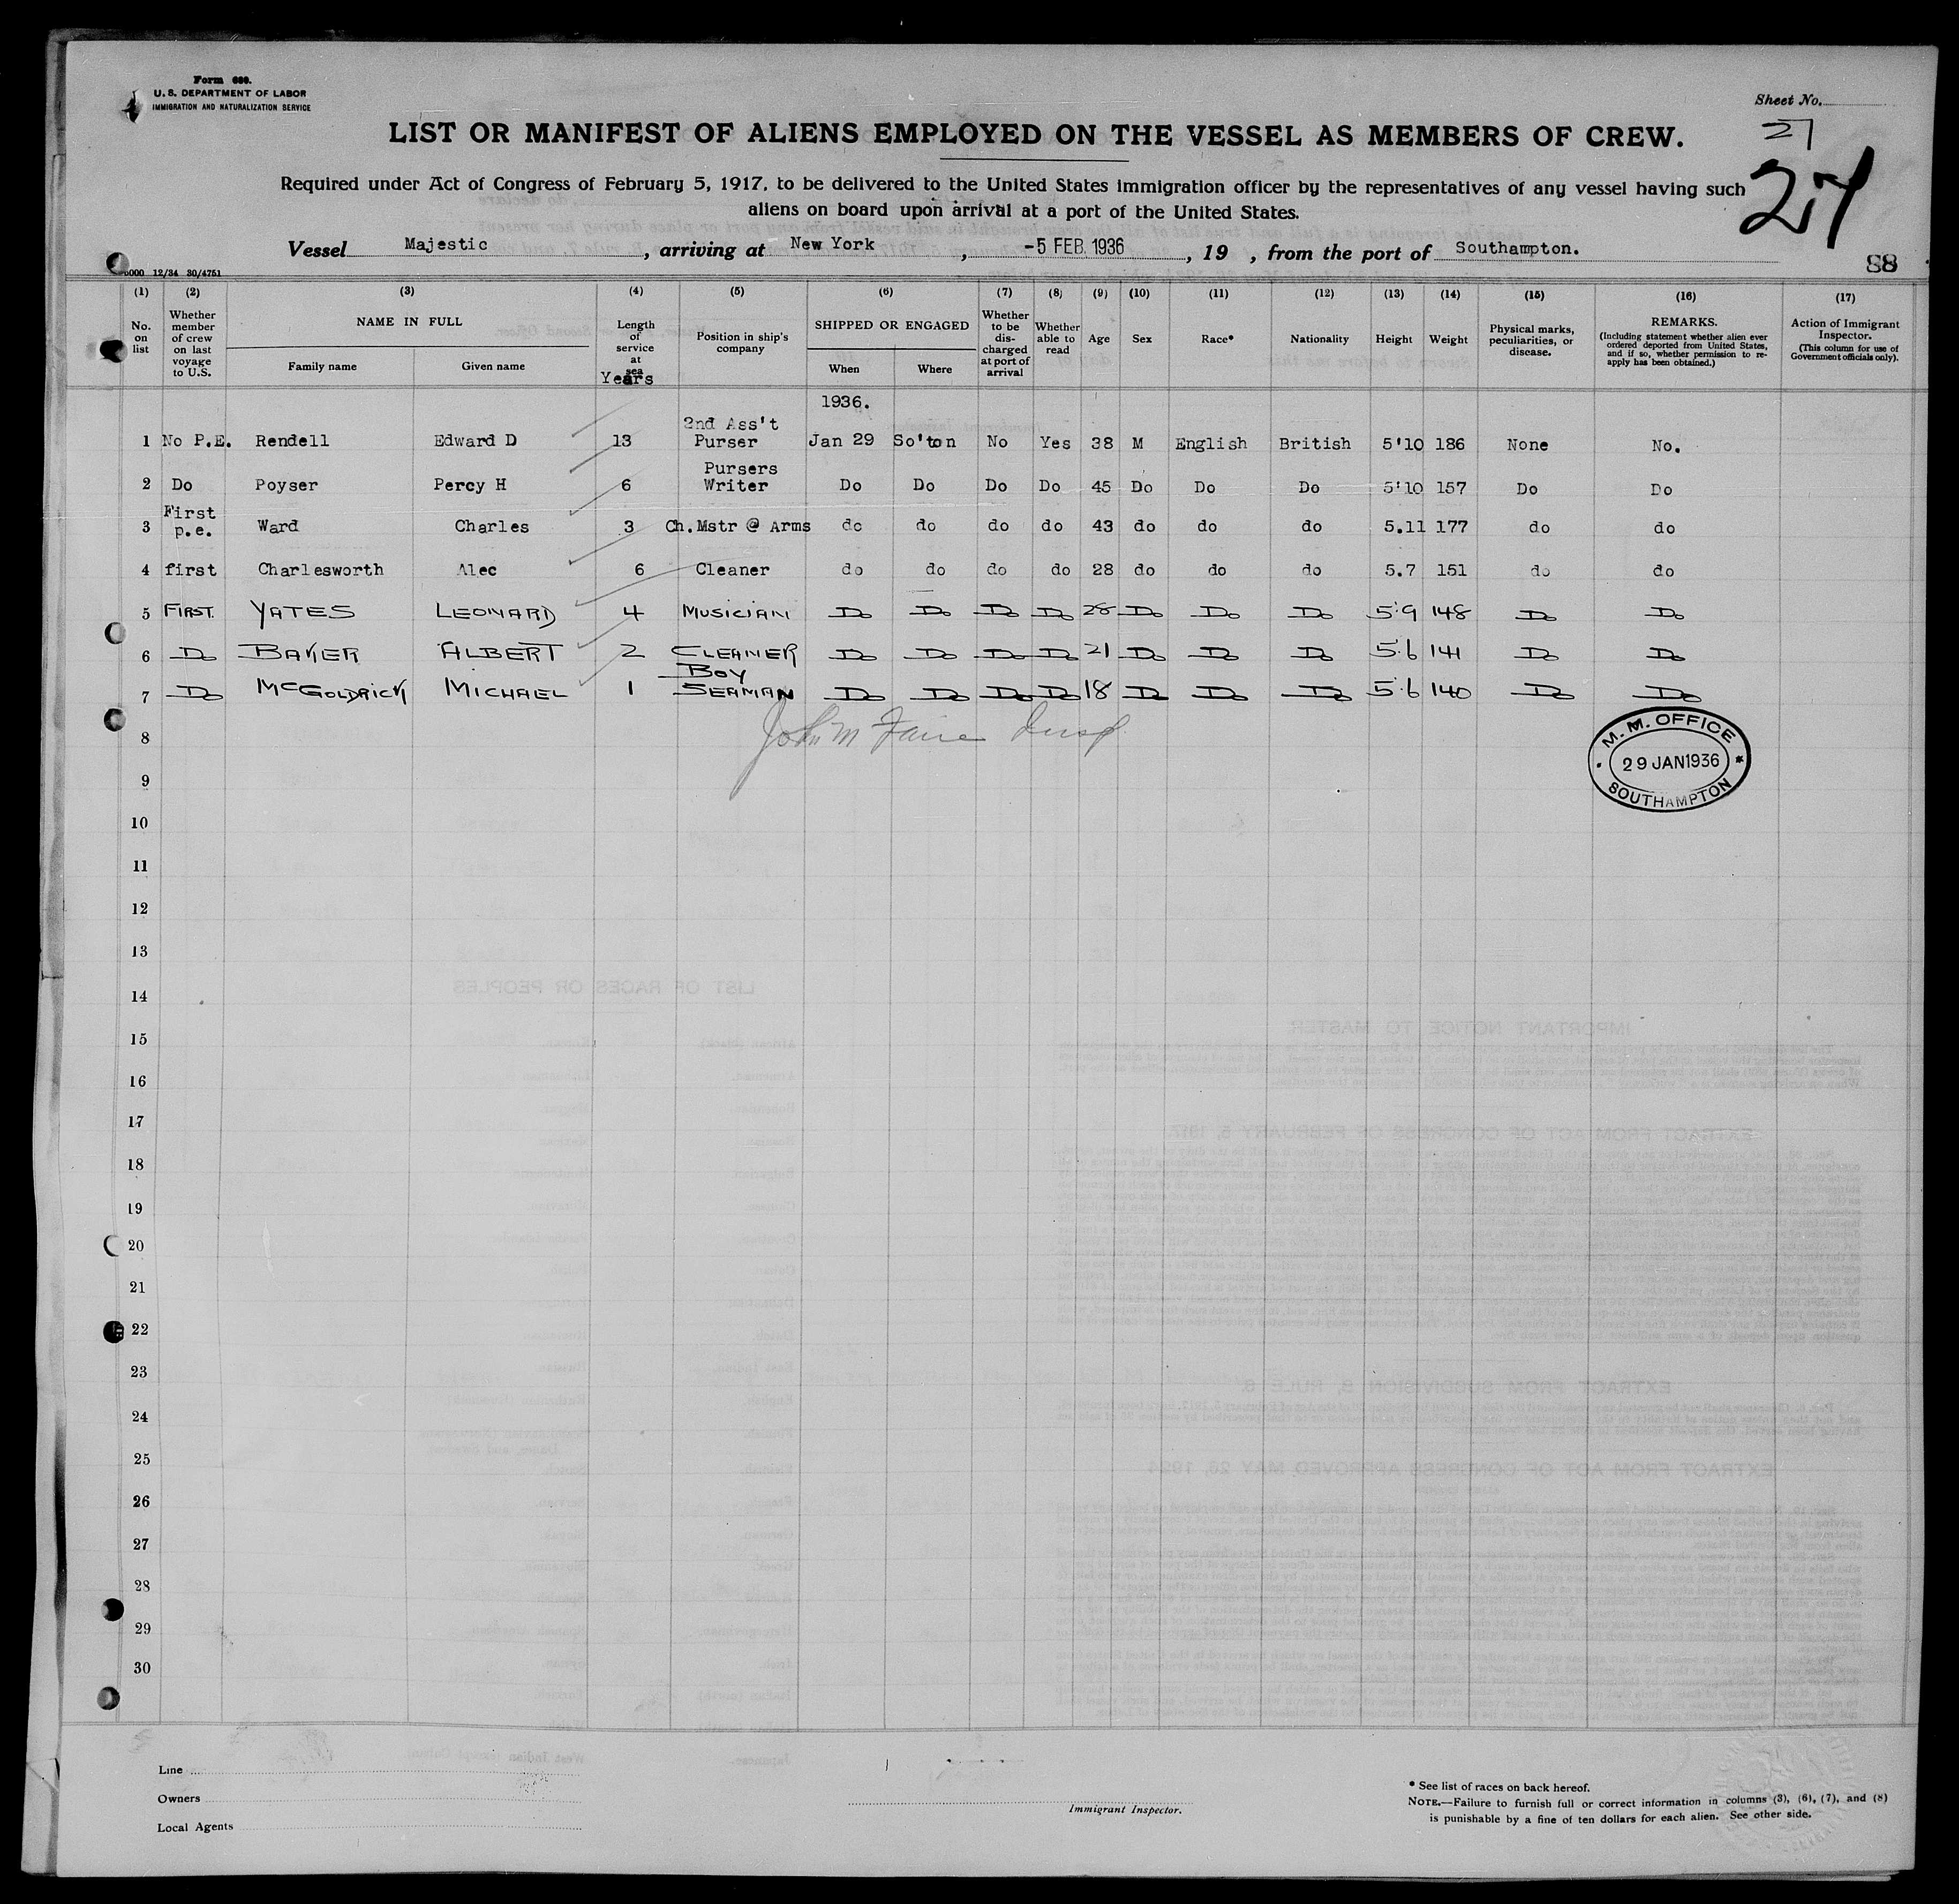 Form 680.
U. S. DEPARTMENT OF LABOR
IMMIGRATION AND NATURALIZATION SERVICE
Sheet No.
27
LIST OR MANIFEST OF ALIENS EMPLOYED ON THE VESSEL AS MEMBERS OF CREW.
27
Required under Act of Congress of February 5, 1917, to be delivered to the United States immigration officer by the representatives of any vessel having such
aliens on board upon arrival at a port of the United States.
Vessel Majestic, arriving at New York, -5 FEB. 1936, 19 , from the port of Southampton.
88
12/34 30/4751
(1) (2) (3) (4) (5) (6) (7) (8) (9) (10) (11) (12) (13) (14) (15) (16) (17)
No. on list Whether member of crew on last voyage to U.S. NAME IN FULL Family name Given name Length of service at sea Years Position in ship's company SHIPPED OR ENGAGED When Where Whether to be discharged at port of arrival Whether able to read Age Sex Race* Nationality Height Weight Physical marks, peculiarities, or disease. REMARKS. (Including statement whether alien ever ordered deported from United States, and if so, whether permission to reapply has been obtained.) Action of Immigrant Inspector. (This column for use of Government officials only).
1936.
1 No P.E. Rendell Edward D 13 2nd Ass't Purser Jan 29 So'ton No Yes 38 M English British 5'10 186 None No.
2 Do Poyser Percy H 6 Pursers Writer Do Do Do Do 45 Do Do Do 5'10 157 Do Do
3 First p.e. Ward Charles 3 Ch.Mstr @ Arms do do do do 43 do do do 5.11 177 do do
4 first Charlesworth Alec 6 Cleaner do do do do 28 do do do 5.7 151 do do
5 FIRST. YATES LEONARD 4 MUSICIAN Do Do Do Do 28 Do Do Do 5'9 148 Do Do
6 Do BAKER ALBERT 2 CLEANER Do Do Do Do 21 Do Do Do 5'6 141 Do Do
7 Do McGOLDRICK MICHAEL 1 BOY SEAMAN Do Do Do Do 18 Do Do Do 5'6 140 Do Do
8
M. M. OFFICE
29 JAN 1936
SOUTHAMPTON
9
10
11
12
13
14
15
16
17
18
19
20
21
22
23
24
25
26
27
28
29
30
Line
Owners
Local Agents
Immigrant Inspector.
* See list of races on back hereof.
NOTE.—Failure to furnish full or correct information in columns (3), (6), (7), and (8)
is punishable by a fine of ten dollars for each alien. See other side.